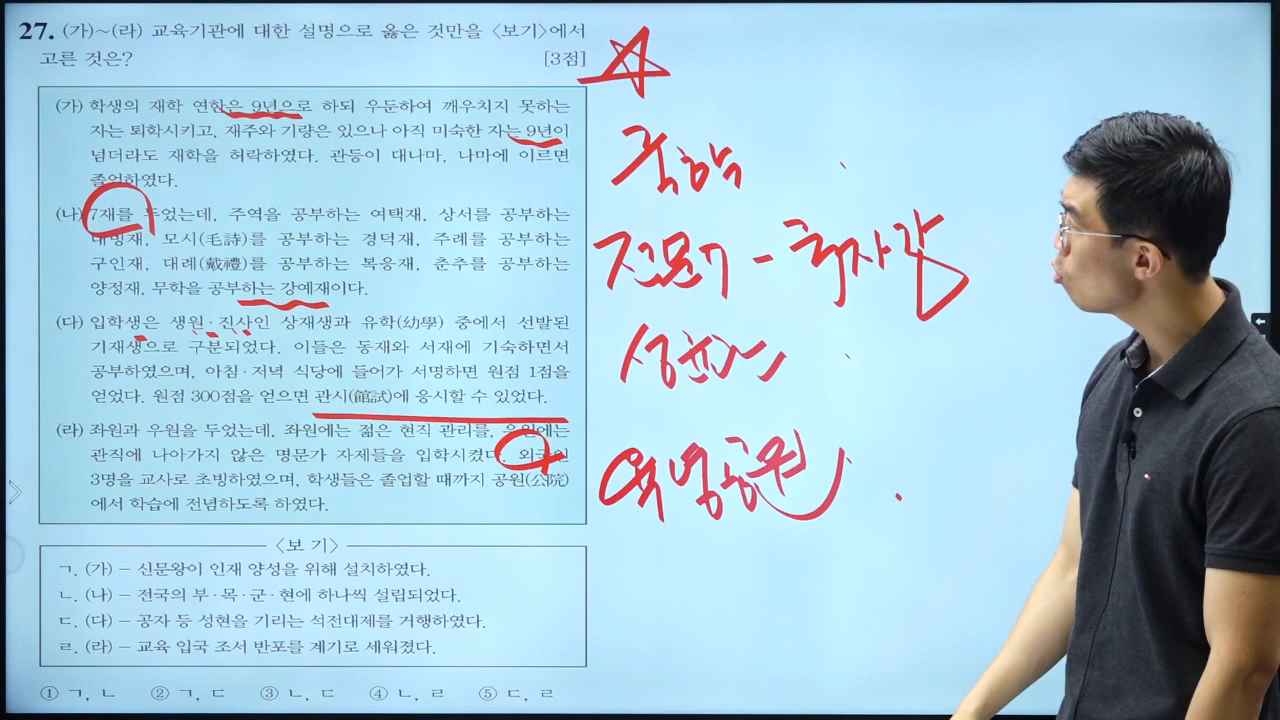 27. (가)~(라) 교육기관에 대한 설명으로 옳은 것만을 <보기>에서
고른 것은? [3점]
(가) 학생의 재학 연한은 9년으로 하되 우둔하여 깨우치지 못하는
자는 퇴학시키고, 재주와 기량은 있으나 아직 미숙한 자는 9년이
넘더라도 재학을 허락하였다. 관등이 대나마, 나마에 이르면
졸업하였다.
(나) 7재를 두었는데, 주역을 공부하는 여택재, 상서를 공부하는
대빙재, 모시(毛詩)를 공부하는 경덕재, 주례를 공부하는
구인재, 대례(戴禮)를 공부하는 복응재, 춘추를 공부하는
양정재, 무학을 공부하는 강예재이다.
(다) 입학생은 생원·진사인 상재생과 유학(幼學) 중에서 선발된
기재생으로 구분되었다. 이들은 동재와 서재에 기숙하면서
공부하였으며, 아침·저녁 식당에 들어가 서명하면 원점 1점을
얻었다. 원점 300점을 얻으면 관시(館試)에 응시할 수 있었다.
(라) 좌원과 우원을 두었는데, 좌원에는 젊은 현직 관리를, 우원에는
관직에 나아가지 않은 명문가 자제들을 입학시켰다. 외국인
3명을 교사로 초빙하였으며, 학생들은 졸업할 때까지 공원(公院)
에서 학습에 전념하도록 하였다.
<보 기>
ㄱ. (가) - 신문왕이 인재 양성을 위해 설치하였다.
ㄴ. (나) - 전국의 부·목·군·현에 하나씩 설립되었다.
ㄷ. (다) - 공자 등 성현을 기리는 석전대제를 거행하였다.
ㄹ. (라) - 교육 입국 조서 반포를 계기로 세워졌다.
① ㄱ, ㄴ ② ㄱ, ㄷ ③ ㄴ, ㄷ ④ ㄴ, ㄹ ⑤ ㄷ, ㄹ
국학
전문7 - 국자감
성균관
육영공원